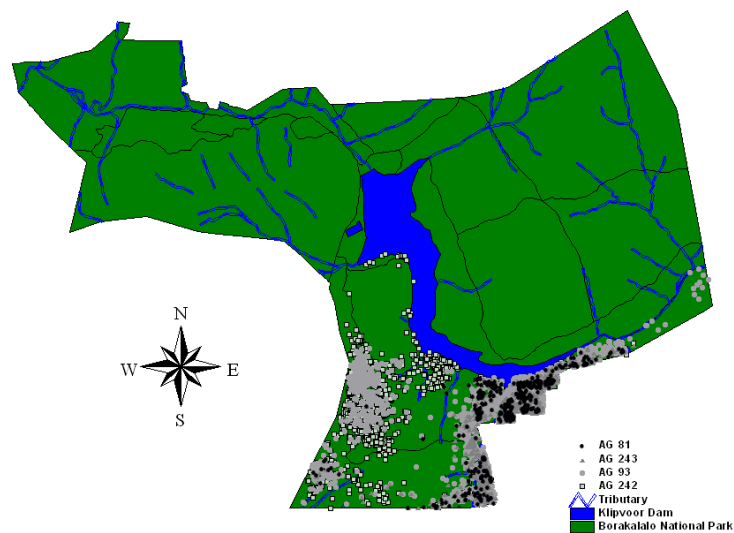 N
W E
S
AG 81
AG 243
AG 93
AG 242
Tributary
Klipvoor Dam
Borakalalo National Park